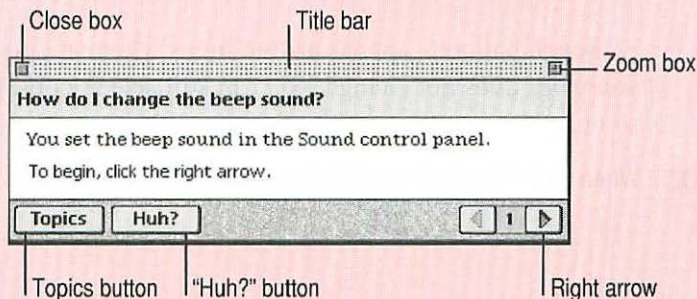 Close box
Title bar
Zoom box
How do I change the beep sound?
You set the beep sound in the Sound control panel.
To begin, click the right arrow.
Topics
Huh?
1
Topics button
"Huh?" button
Right arrow